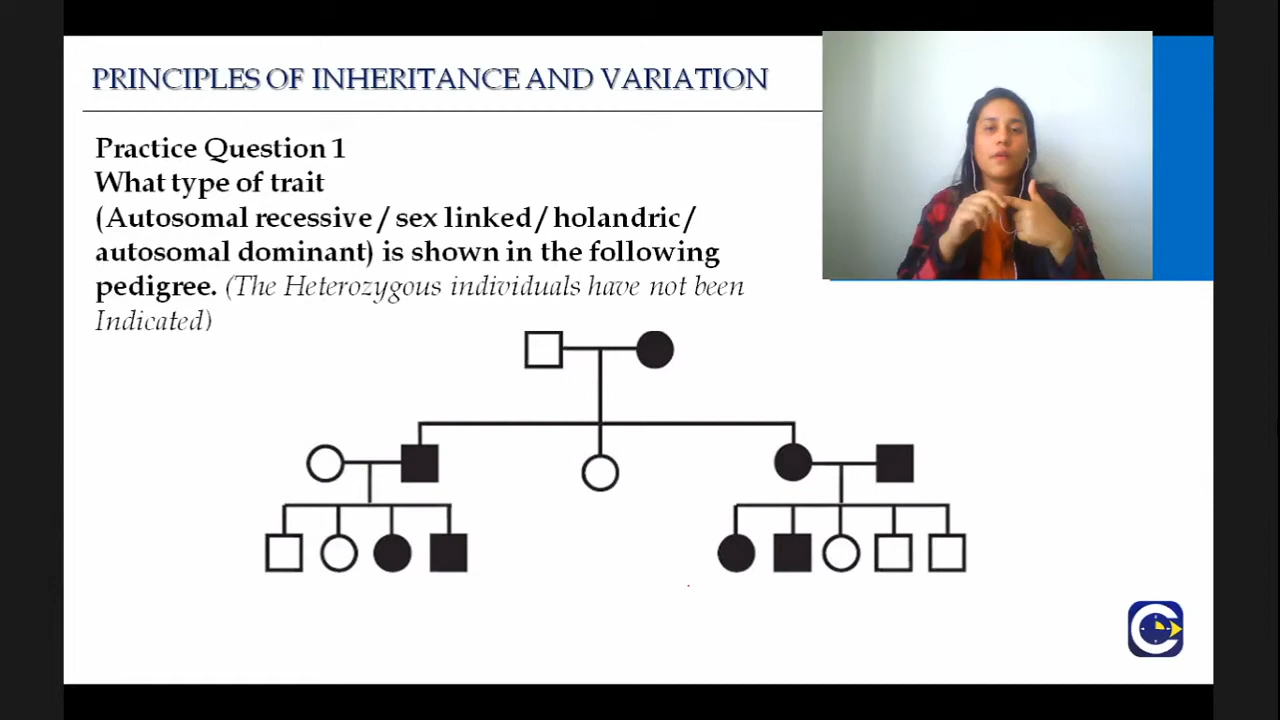 PRINCIPLES OF INHERITANCE AND VARIATION
Practice Question 1
What type of trait
(Autosomal recessive / sex linked / holandric /
autosomal dominant) is shown in the following
pedigree. (The Heterozygous individuals have not been
Indicated)